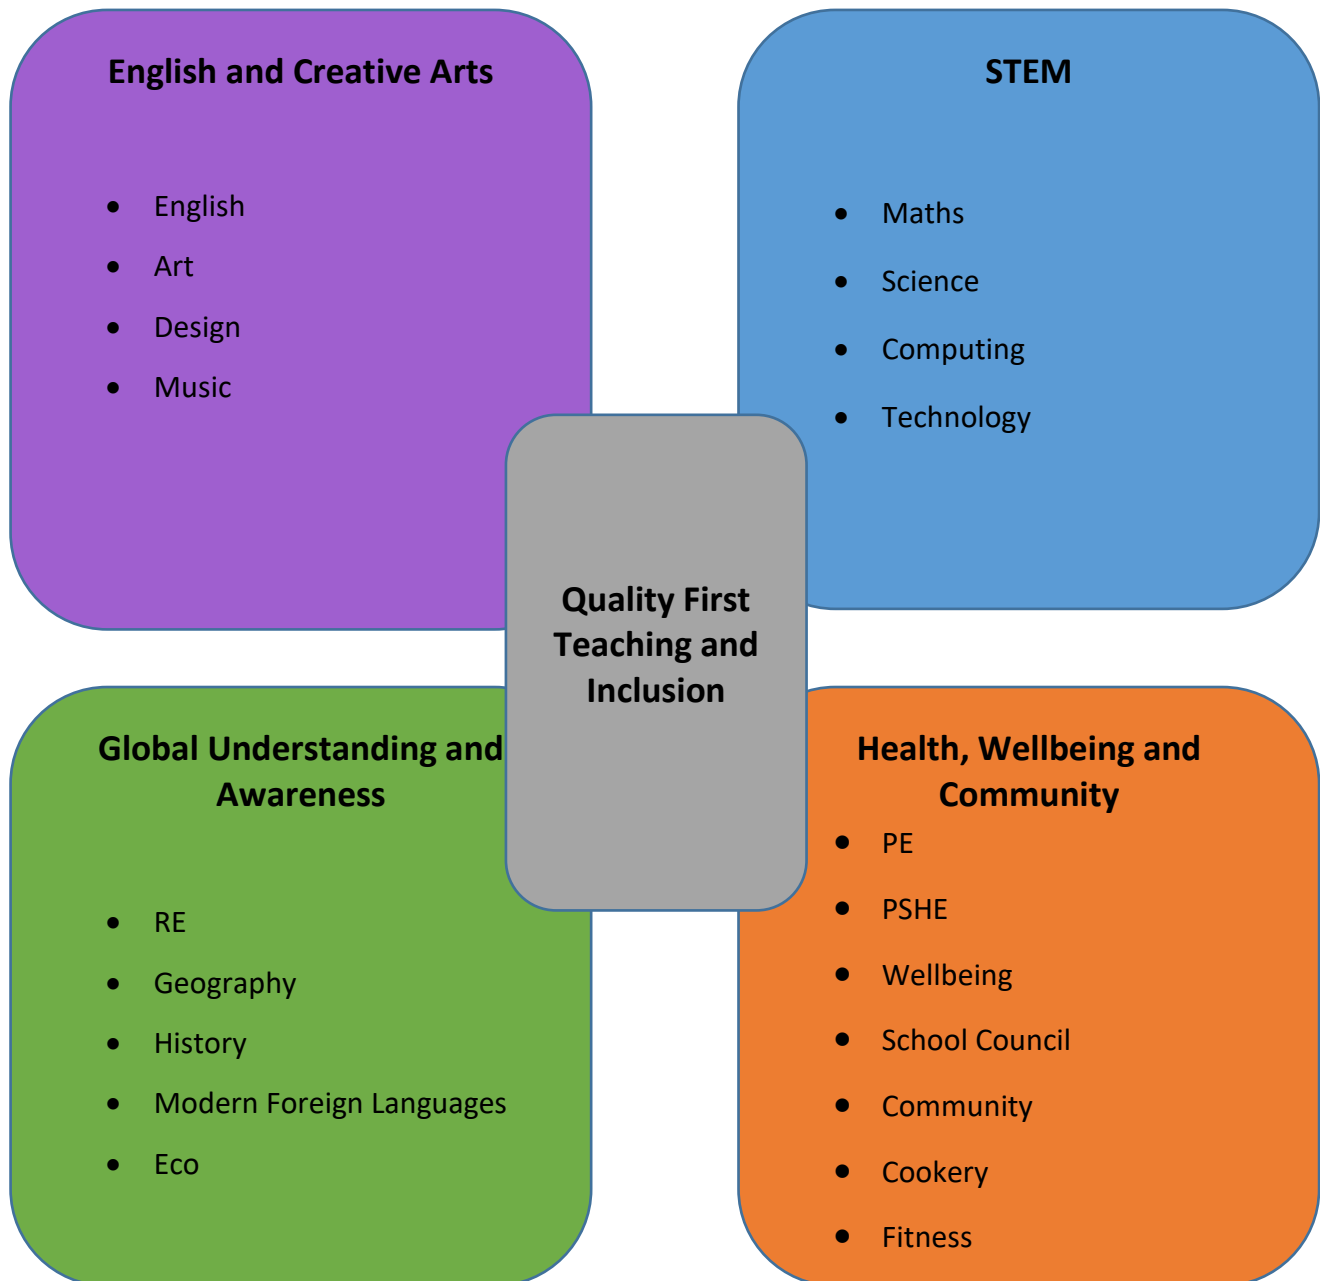 English and Creative Arts
• English
• Art
• Design
• Music
STEM
• Maths
• Science
• Computing
• Technology
Quality First
Teaching and
Inclusion
Global Understanding and
Awareness
• RE
• Geography
• History
• Modern Foreign Languages
• Eco
Health, Wellbeing and
Community
• PE
• PSHE
• Wellbeing
• School Council
• Community
• Cookery
• Fitness